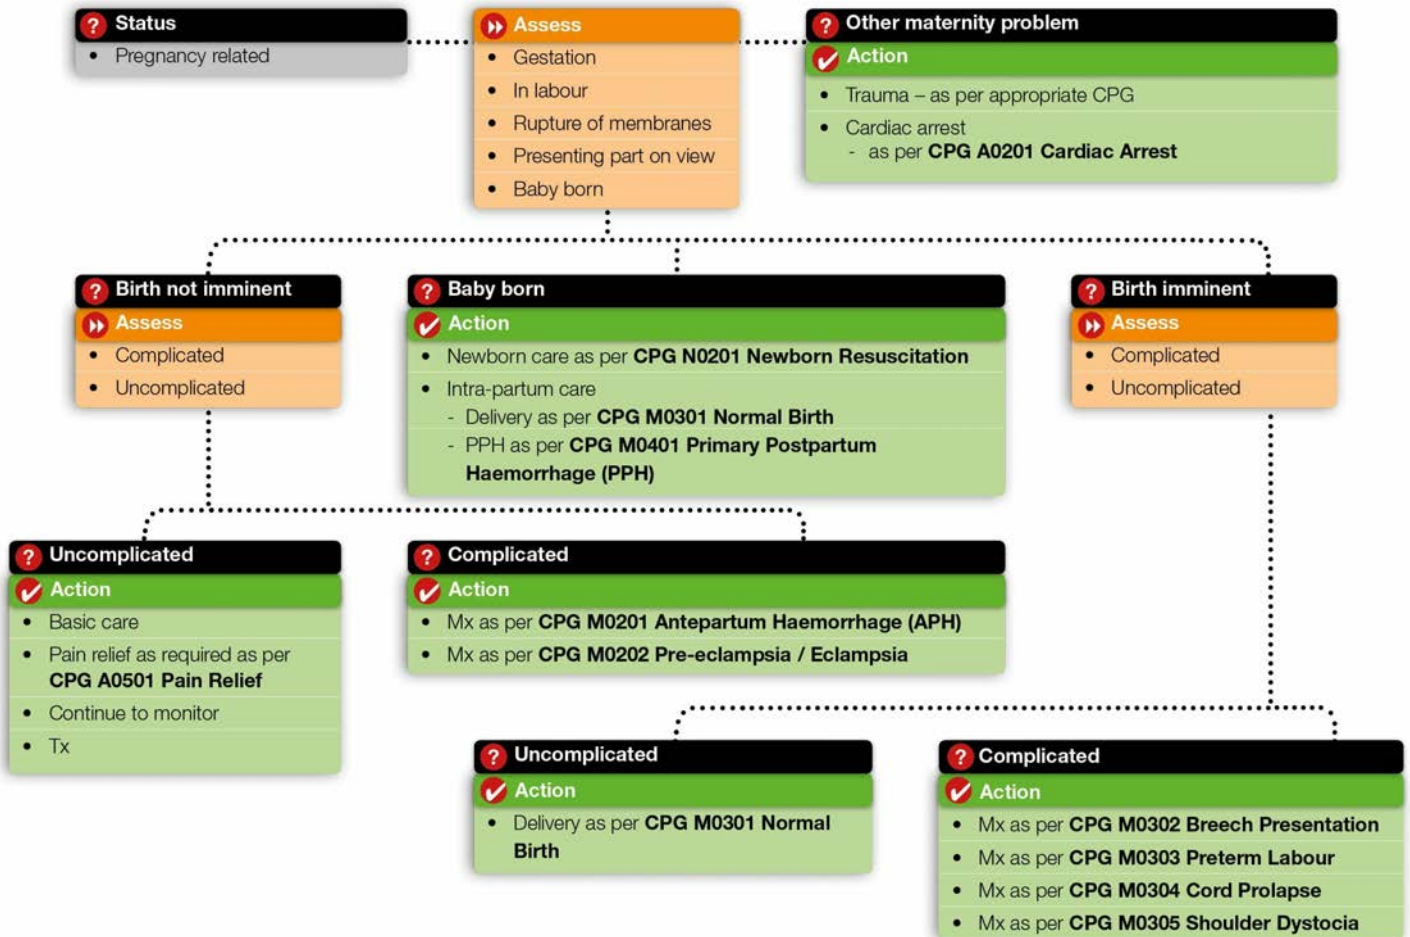 Status
• Pregnancy related
Assess
• Gestation
• In labour
• Rupture of membranes
• Presenting part on view
• Baby born
Other maternity problem
Action
• Trauma – as per appropriate CPG
• Cardiac arrest
- as per CPG A0201 Cardiac Arrest
Birth not imminent
Assess
• Complicated
• Uncomplicated
Baby born
Action
• Newborn care as per CPG N0201 Newborn Resuscitation
• Intra-partum care
- Delivery as per CPG M0301 Normal Birth
- PPH as per CPG M0401 Primary Postpartum
Haemorrhage (PPH)
Birth imminent
Assess
• Complicated
• Uncomplicated
Uncomplicated
Action
• Basic care
• Pain relief as required as per
CPG A0501 Pain Relief
• Continue to monitor
• Tx
Complicated
Action
• Mx as per CPG M0201 Antepartum Haemorrhage (APH)
• Mx as per CPG M0202 Pre-eclampsia / Eclampsia
Uncomplicated
Action
• Delivery as per CPG M0301 Normal
Birth
Complicated
Action
• Mx as per CPG M0302 Breech Presentation
• Mx as per CPG M0303 Preterm Labour
• Mx as per CPG M0304 Cord Prolapse
• Mx as per CPG M0305 Shoulder Dystocia